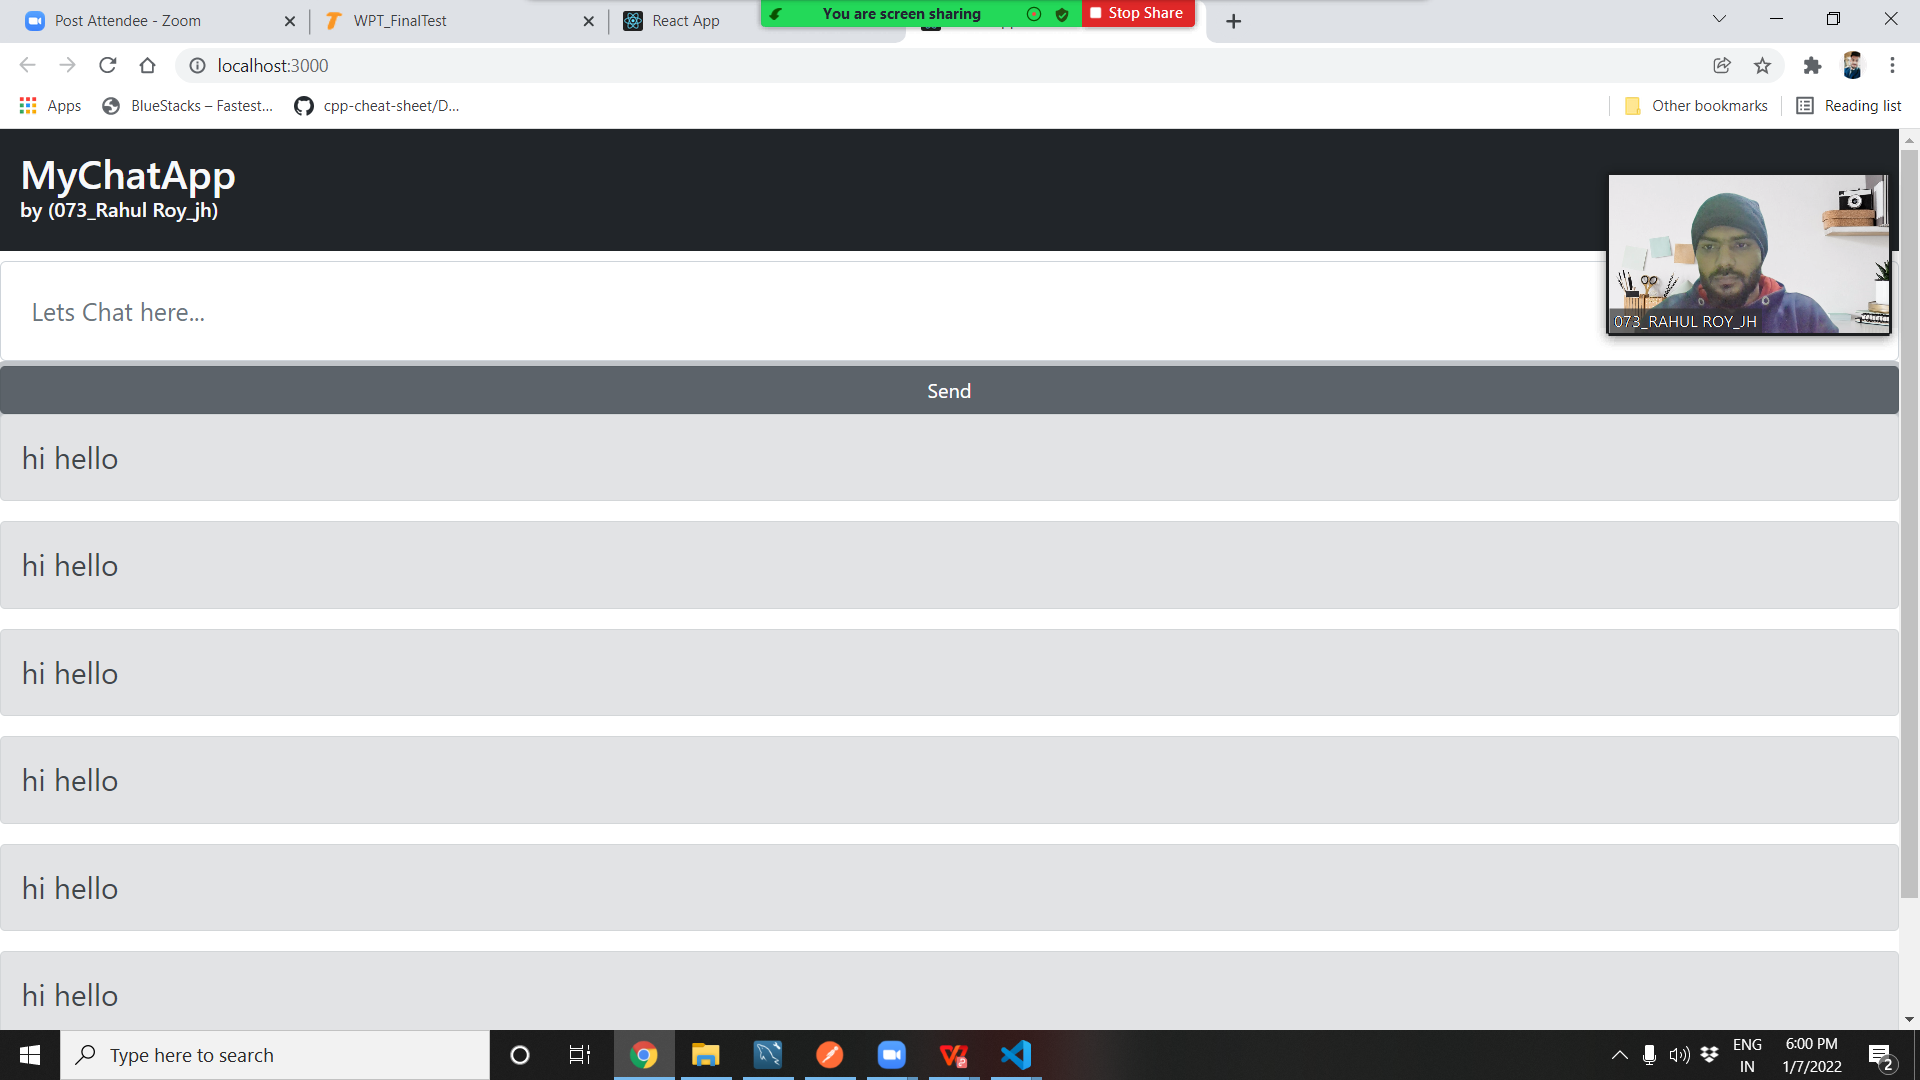 Post Attendee - Zoom
WPT_FinalTest
React App
You are screen sharing
Stop Share
localhost:3000
Apps
BlueStacks – Fastest...
cpp-cheat-sheet/D...
Other bookmarks
Reading list
MyChatApp
by (073_Rahul Roy_jh)
073_RAHUL ROY_JH
Lets Chat here...
Send
hi hello
hi hello
hi hello
hi hello
hi hello
hi hello
Type here to search
ENG
IN
6:00 PM
1/7/2022
2